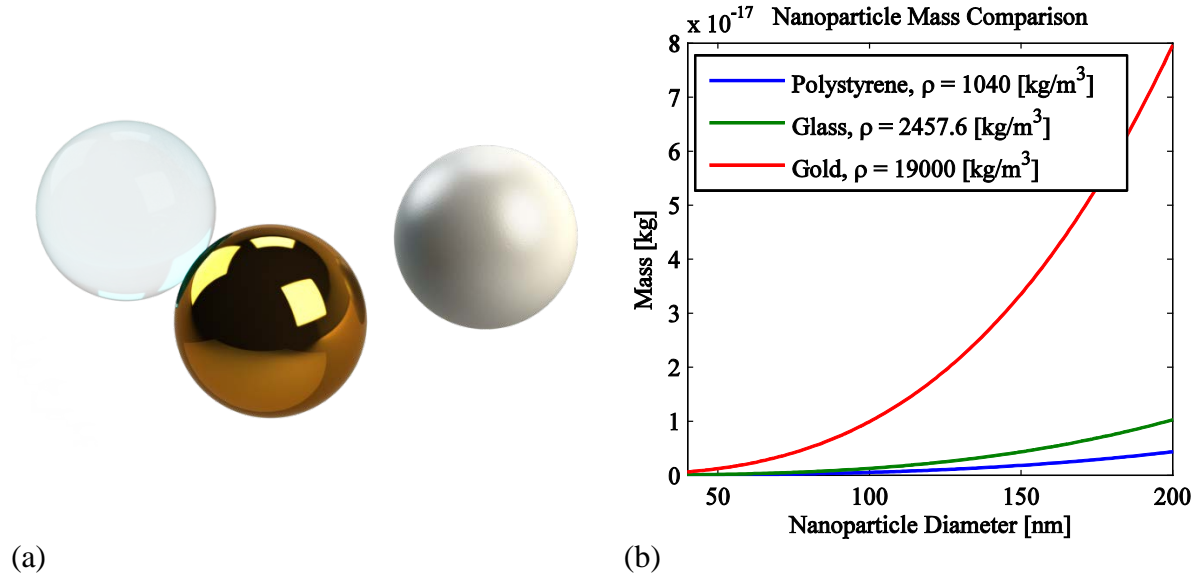 x 10⁻¹⁷ Nanoparticle Mass Comparison
8
7
6
5
4
3
2
1
0
Mass [kg]
Polystyrene, ρ = 1040 [kg/m³]
Glass, ρ = 2457.6 [kg/m³]
Gold, ρ = 19000 [kg/m³]
50 100 150 200
Nanoparticle Diameter [nm]
(a) (b)